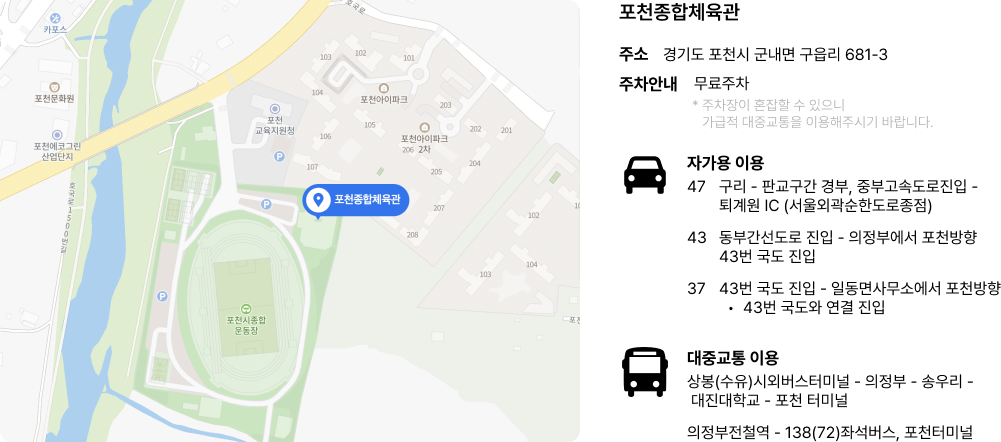 호국로
카포스
포천문화원
포천에코그린
산업단지
포천
교육지원청
103
102
101
104
포천아이파크
203
105
106
포천아이파크
2차
206
202
201
204
107
205
207
208
102
103
104
포천종합체육관
포천시종합
운동장
포천종합체육관
주소 경기도 포천시 군내면 구읍리 681-3
주차안내 무료주차
* 주차장이 혼잡할 수 있으니
가급적 대중교통을 이용해주시기 바랍니다.
자가용 이용
47 구리 - 판교구간 경부, 중부고속도로진입 -
퇴계원 IC (서울외곽순한도로종점)
43 동부간선도로 진입 - 의정부에서 포천방향
43번 국도 진입
37 43번 국도 진입 - 일동면사무소에서 포천방향
• 43번 국도와 연결 진입
대중교통 이용
상봉(수유)시외버스터미널 - 의정부 - 송우리 -
대진대학교 - 포천 터미널
의정부전철역 - 138(72)좌석버스, 포천터미널